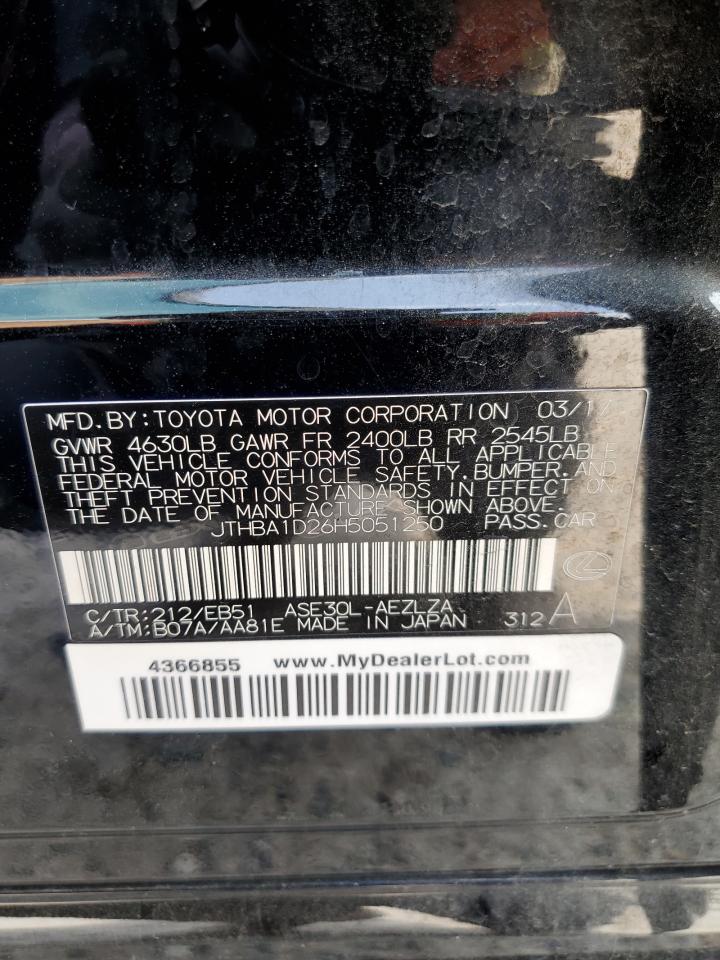 MFD.BY:TOYOTA MOTOR CORPORATION 03/17
GVWR 4630LB GAWR FR 2400LB RR 2545LB
THIS VEHICLE CONFORMS TO ALL APPLICABLE
FEDERAL MOTOR VEHICLE SAFETY,BUMPER,AND
THEFT PREVENTION STANDARDS IN EFFECT ON
THE DATE OF MANUFACTURE SHOWN ABOVE.
JTHBA1D26H5051250 PASS.CAR
C/TR:212/EB51 ASE30L-AEZLZA
A/TM:B07A/AA81E MADE IN JAPAN 312 A
4366855 www.MyDealerLot.com